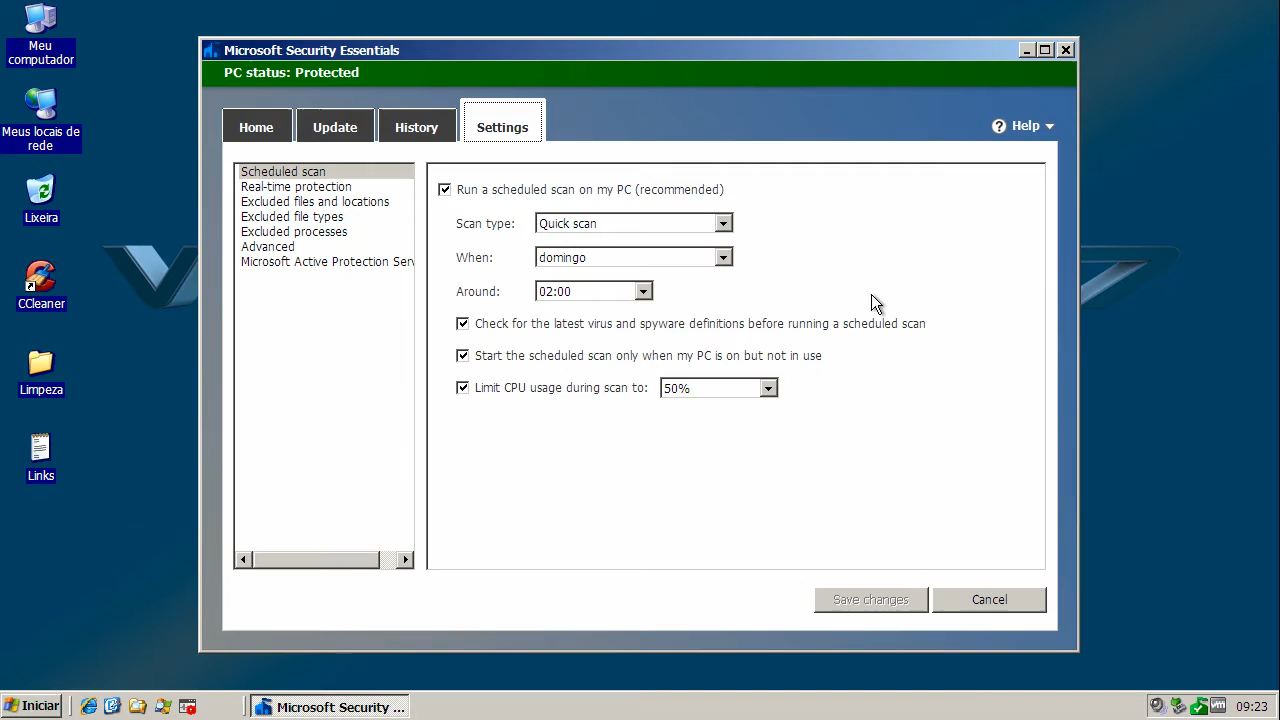 Meu
computador
Meus locais de
rede
Lixeira
CCleaner
Limpeza
Links
Microsoft Security Essentials
PC status: Protected
Home
Update
History
Settings
? Help
Scheduled scan
Real-time protection
Excluded files and locations
Excluded file types
Excluded processes
Advanced
Microsoft Active Protection Serv
Run a scheduled scan on my PC (recommended)
Scan type: Quick scan
When: domingo
Around: 02:00
Check for the latest virus and spyware definitions before running a scheduled scan
Start the scheduled scan only when my PC is on but not in use
Limit CPU usage during scan to: 50%
Save changes
Cancel
Iniciar
Microsoft Security ...
vm
09:23